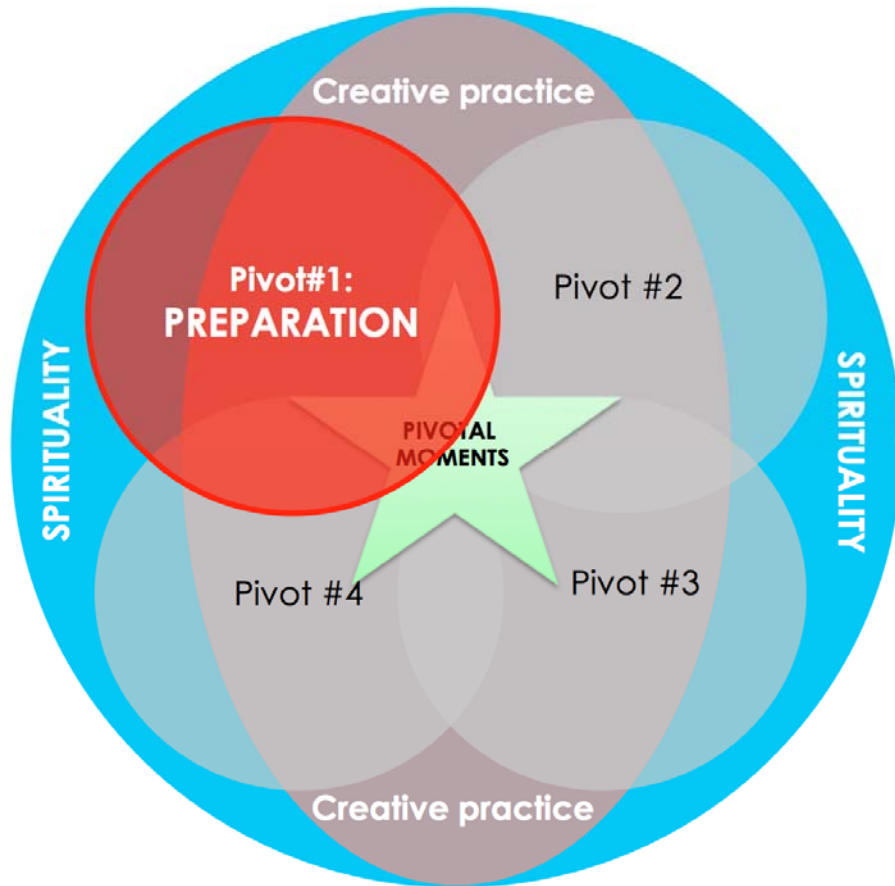 Creative practice
Pivot#1:
PREPARATION
Pivot #2
SPIRITUALITY
SPIRITUALITY
PIVOTAL
MOMENTS
Pivot #4
Pivot #3
Creative practice